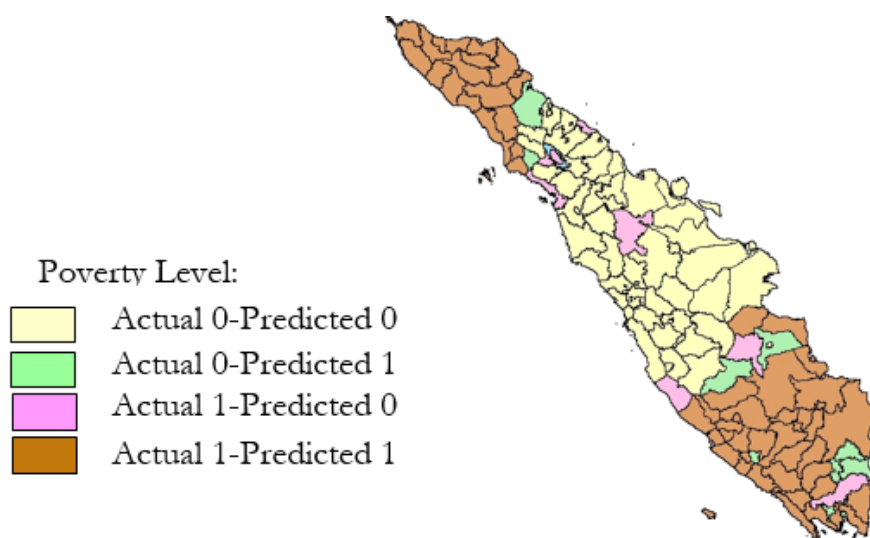 Poverty Level:
Actual 0-Predicted 0
Actual 0-Predicted 1
Actual 1-Predicted 0
Actual 1-Predicted 1